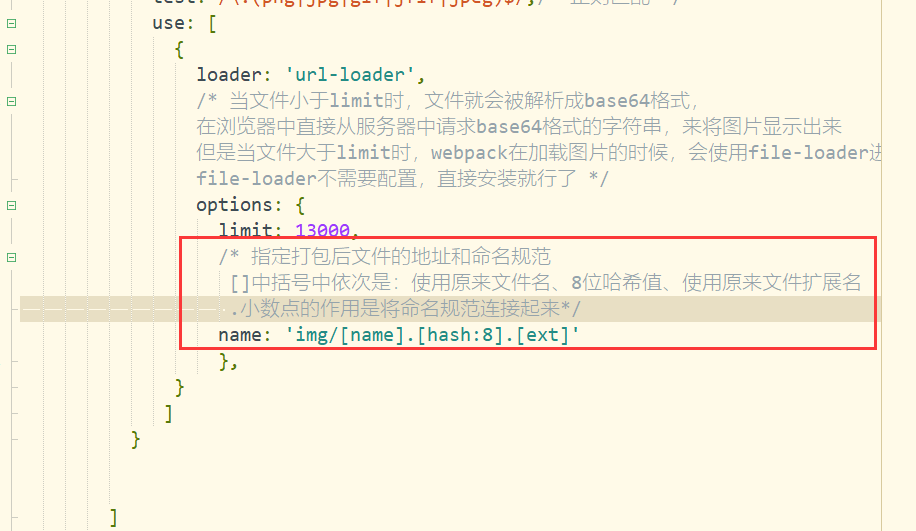 use: [
{
loader: 'url-loader',
/* 当文件小于limit时，文件就会被解析成base64格式，
在浏览器中直接从服务器中请求base64格式的字符串，来将图片显示出来
但是当文件大于limit时，webpack在加载图片的时候，会使用file-loader进
file-loader不需要配置，直接安装就行了 */
options: {
limit: 13000,
/* 指定打包后文件的地址和命名规范
[]中括号中依次是：使用原来文件名、8位哈希值、使用原来文件扩展名
.小数点的作用是将命名规范连接起来*/
name: 'img/[name].[hash:8].[ext]'
},
}
]
}
]